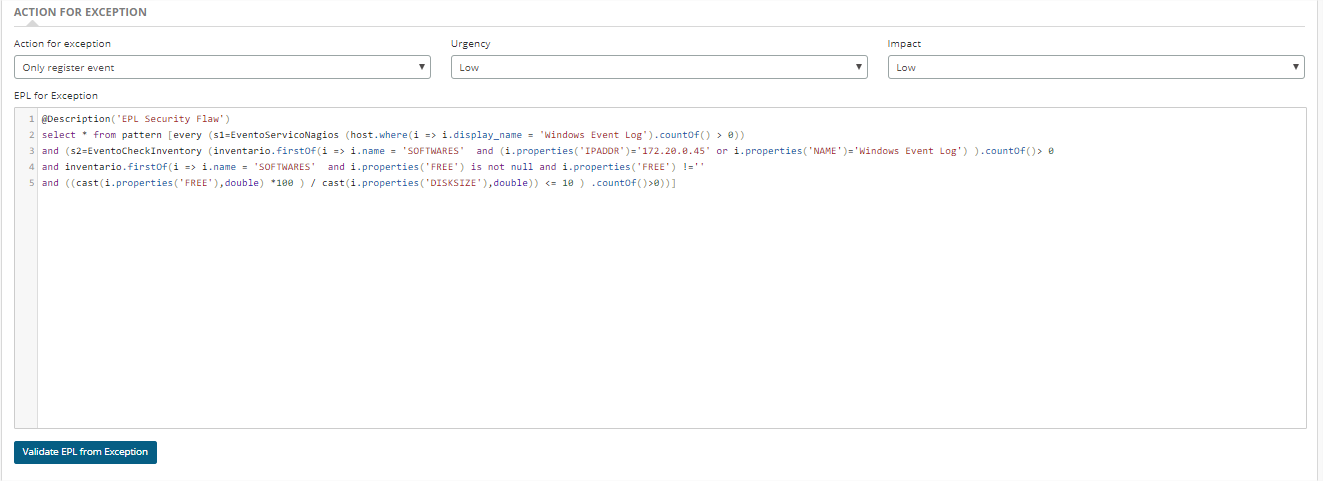 ACTION FOR EXCEPTION
Action for exception Urgency Impact
Only register event Low Low
EPL for Exception
1 @Description('EPL Security Flaw')
2 select * from pattern [every (s1=EventoServicoNagios (host.where(i => i.display_name = 'Windows Event Log').countOf() > 0))
3 and (s2=EventoCheckInventory (inventario.firstOf(i => i.name = 'SOFTWARES' and (i.properties('IPADDR')='172.20.0.45' or i.properties('NAME')='Windows Event Log') ).countOf()> 0
4 and inventario.firstOf(i => i.name = 'SOFTWARES' and i.properties('FREE') is not null and i.properties('FREE') !=''
5 and ((cast(i.properties('FREE'),double) *100 ) / cast(i.properties('DISKSIZE'),double)) <= 10 ) .countOf()>0))]
Validate EPL from Exception